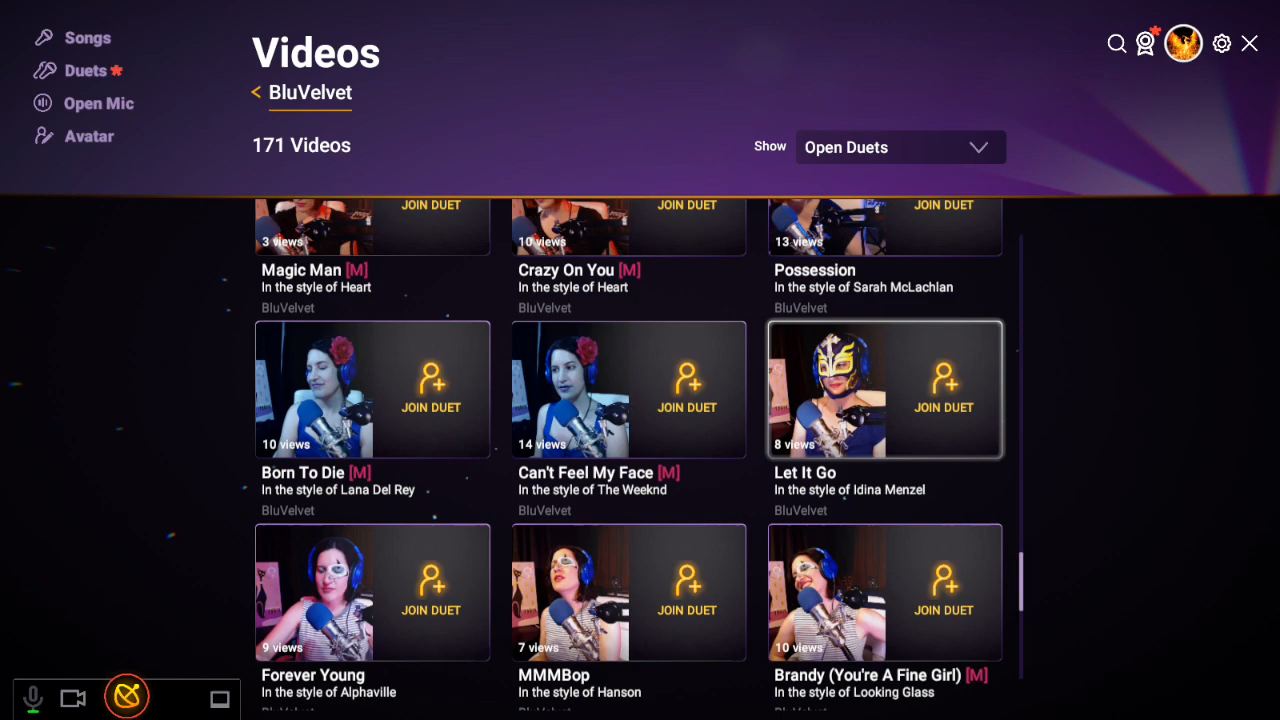 Songs
Duets *
Open Mic
Avatar
Videos
< BluVelvet
171 Videos
Show
Open Duets
JOIN DUET
JOIN DUET
JOIN DUET
3 views
10 views
13 views
Magic Man [M]
In the style of Heart
BluVelvet
Crazy On You [M]
In the style of Heart
BluVelvet
Possession
In the style of Sarah McLachlan
BluVelvet
JOIN DUET
10 views
Born To Die [M]
In the style of Lana Del Rey
BluVelvet
JOIN DUET
14 views
Can't Feel My Face [M]
In the style of The Weeknd
BluVelvet
JOIN DUET
8 views
Let It Go
In the style of Idina Menzel
BluVelvet
JOIN DUET
9 views
Forever Young
In the style of Alphaville
BluVelvet
JOIN DUET
7 views
MMMBop
In the style of Hanson
BluVelvet
JOIN DUET
10 views
Brandy (You're A Fine Girl) [M]
In the style of Looking Glass
BluVelvet